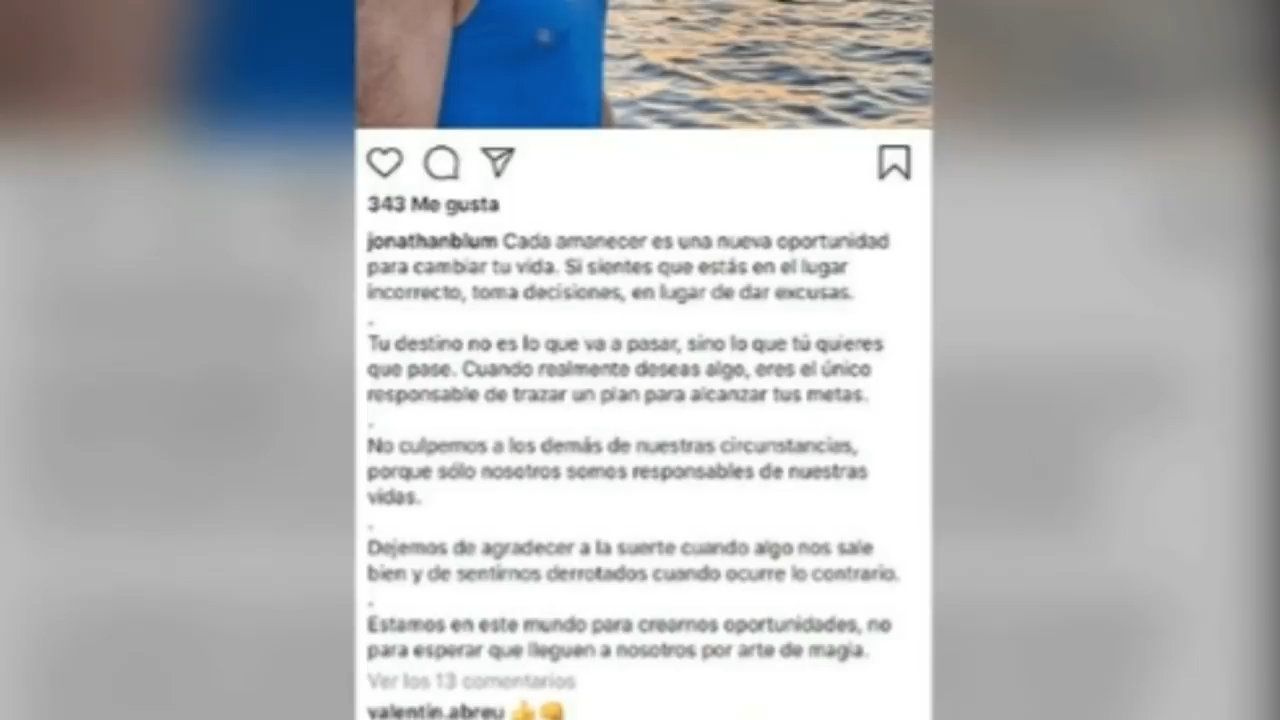 343 Me gusta
jonathanblum Cada amanecer es una nueva oportunidad
para cambiar tu vida. Si sientes que estás en el lugar
incorrecto, toma decisiones, en lugar de dar excusas.
.
Tu destino no es lo que va a pasar, sino lo que tú quieres
que pase. Cuando realmente deseas algo, eres el único
responsable de trazar un plan para alcanzar tus metas.
.
No culpemos a los demás de nuestras circunstancias,
porque sólo nosotros somos responsables de nuestras
vidas.
.
Dejemos de agradecer a la suerte cuando algo nos sale
bien y de sentirnos derrotados cuando ocurre lo contrario.
.
Estamos en este mundo para crearnos oportunidades, no
para esperar que lleguen a nosotros por arte de magia.
Ver los 13 comentarios
valentin.abreu 👍👊